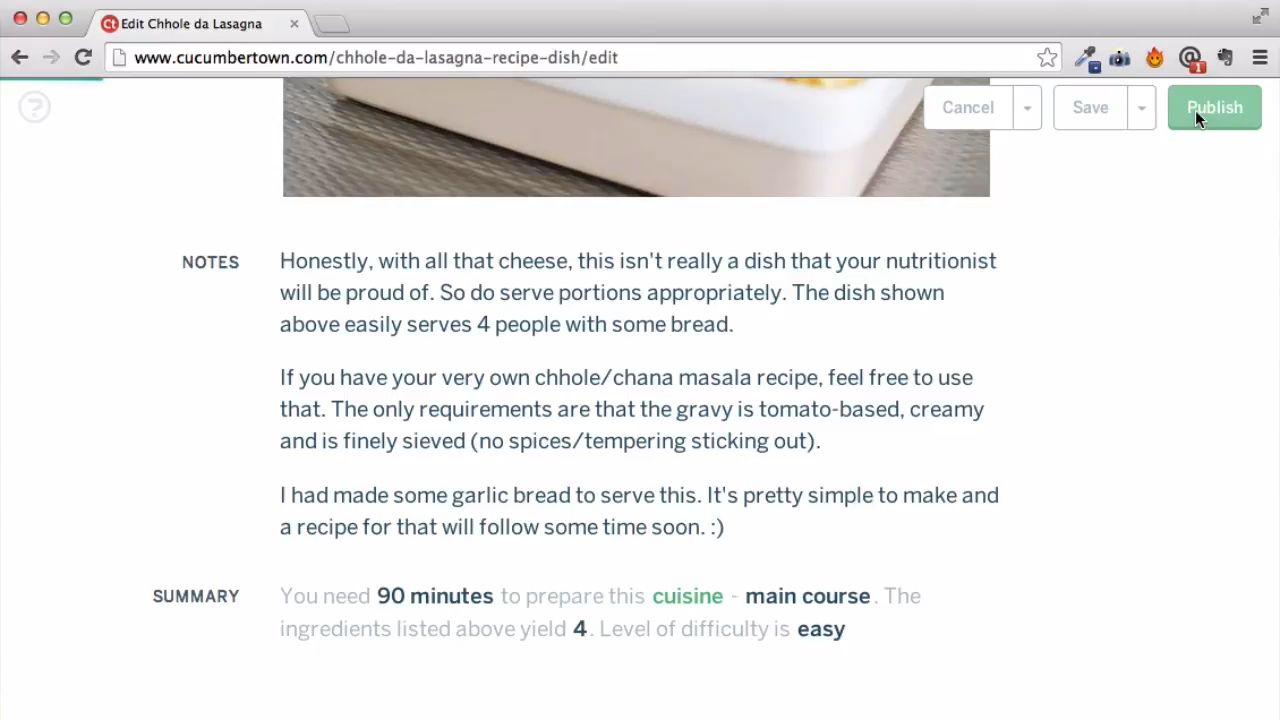 Ct Edit Chhole da Lasagna ×
www.cucumbertown.com/chhole-da-lasagna-recipe-dish/edit
1
? Cancel Save Publish
NOTES Honestly, with all that cheese, this isn't really a dish that your nutritionist
will be proud of. So do serve portions appropriately. The dish shown
above easily serves 4 people with some bread.
If you have your very own chhole/chana masala recipe, feel free to use
that. The only requirements are that the gravy is tomato-based, creamy
and is finely sieved (no spices/tempering sticking out).
I had made some garlic bread to serve this. It's pretty simple to make and
a recipe for that will follow some time soon. :)
SUMMARY You need 90 minutes to prepare this cuisine - main course. The
ingredients listed above yield 4. Level of difficulty is easy